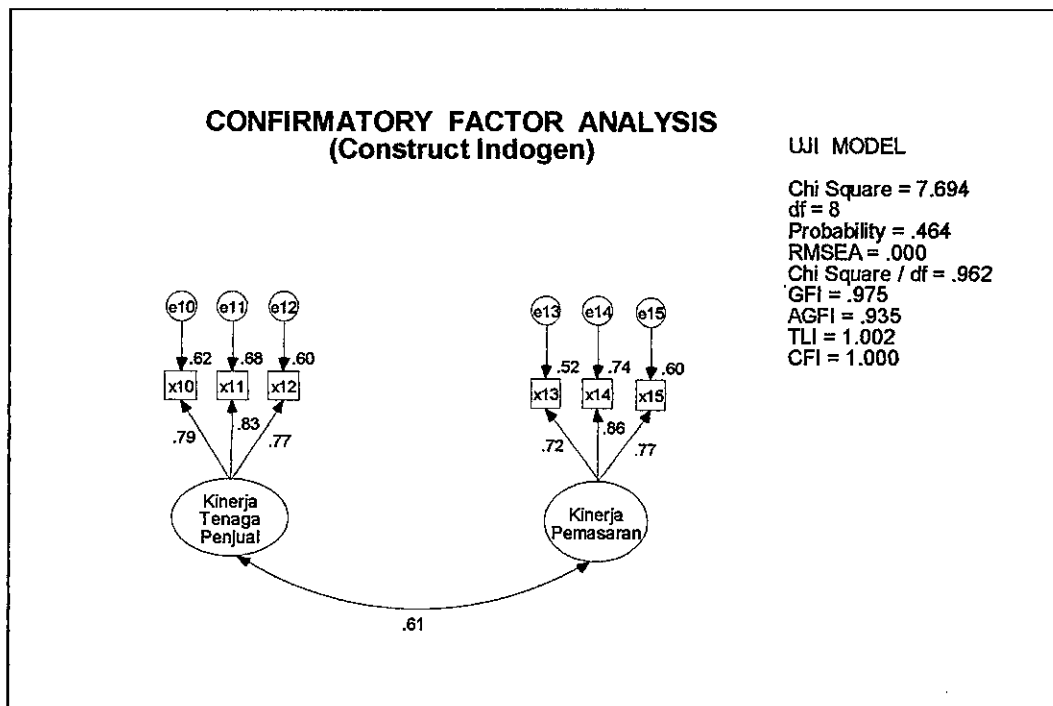 CONFIRMATORY FACTOR ANALYSIS
(Construct Indogen)
UJI MODEL
Chi Square = 7.694
df = 8
Probability = .464
RMSEA = .000
Chi Square / df = .962
GFI = .975
AGFI = .935
TLI = 1.002
CFI = 1.000
e10 e11 e12
e13 e14 e15
.62 .68 .60
.52 .74 .60
x10 x11 x12
x13 x14 x15
.79 .83 .77
.72 .86 .77
Kinerja
Tenaga
Penjual
Kinerja
Pemasaran
.61